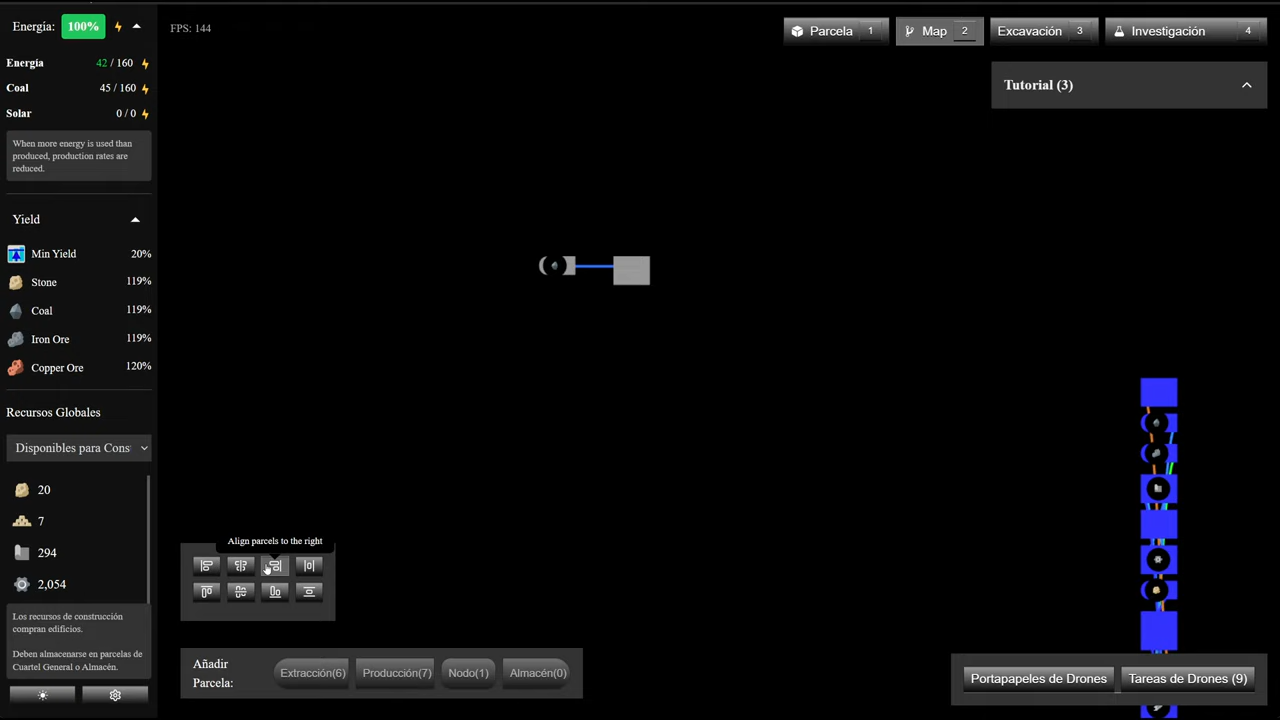 Energía: 100%
FPS: 144
Parcela 1
Map 2
Excavación 3
Investigación 4
Energía 42 / 160
Coal 45 / 160
Solar 0 / 0
Tutorial (3)
When more energy is used than
produced, production rates are
reduced.
Yield
Min Yield 20%
Stone 119%
Coal 119%
Iron Ore 119%
Copper Ore 120%
Recursos Globales
Disponibles para Cons
20
7
294
2,054
Align parcels to the right
Los recursos de construcción
compran edificios.
Deben almacenarse en parcelas de
Cuartel General o Almacén.
Añadir
Parcela:
Extracción(6)
Producción(7)
Nodo(1)
Almacén(0)
Portapapeles de Drones
Tareas de Drones (9)